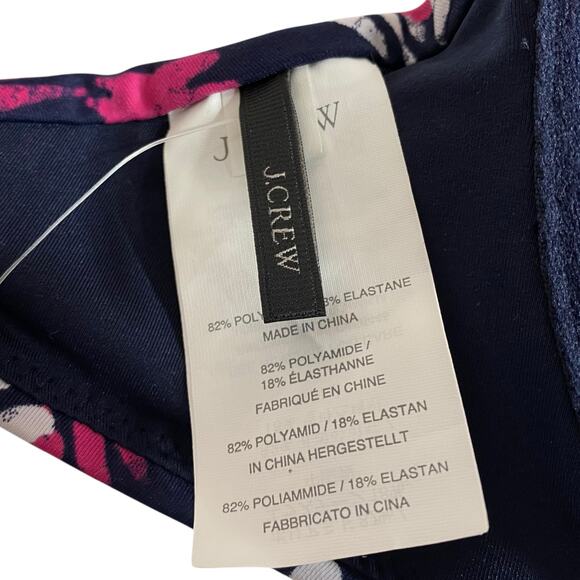 J W
J.CREW
82% POLY 8% ELASTANE
MADE IN CHINA
82% POLYAMIDE /
18% ÉLASTHANNE
FABRIQUÉ EN CHINE
82% POLYAMID / 18% ELASTAN
IN CHINA HERGESTELLT
82% POLIAMMIDE / 18% ELASTAN
FABBRICATO IN CINA